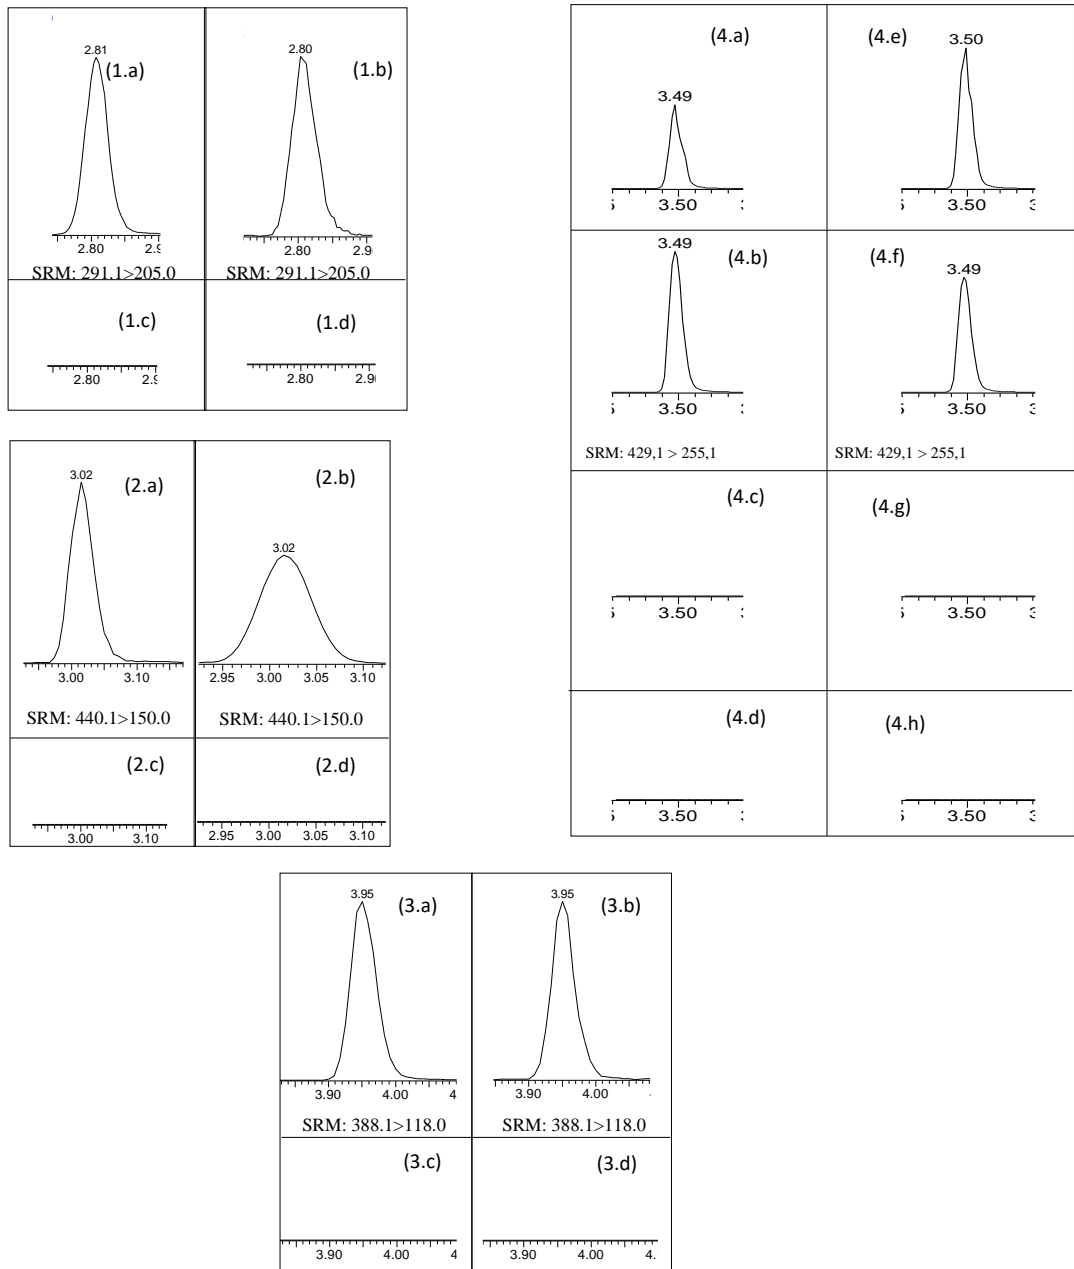 2.81
(1.a)
2.80
(1.b)
2.80
2.80 2.9
SRM: 291.1>205.0
SRM: 291.1>205.0
(1.c)
(1.d)
2.80
2.80
3.02
(2.a)
(2.b)
3.02
3.00 3.10
2.95 3.00 3.05 3.10
SRM: 440.1>150.0
SRM: 440.1>150.0
(2.c)
(2.d)
3.00 3.10
2.95 3.00 3.05 3.10
(4.a)
(4.e)
3.49
3.50
3.50
3.50
3.49
(4.b)
(4.f)
3.49
3.50
3.50
SRM: 429,1 > 255,1
SRM: 429,1 > 255,1
(4.c)
(4.g)
3.50
3.50
(4.d)
(4.h)
3.50
3.50
3.95
(3.a)
3.95
(3.b)
3.90 4.00
3.90 4.00
SRM: 388.1>118.0
SRM: 388.1>118.0
(3.c)
(3.d)
3.90 4.00
3.90 4.00